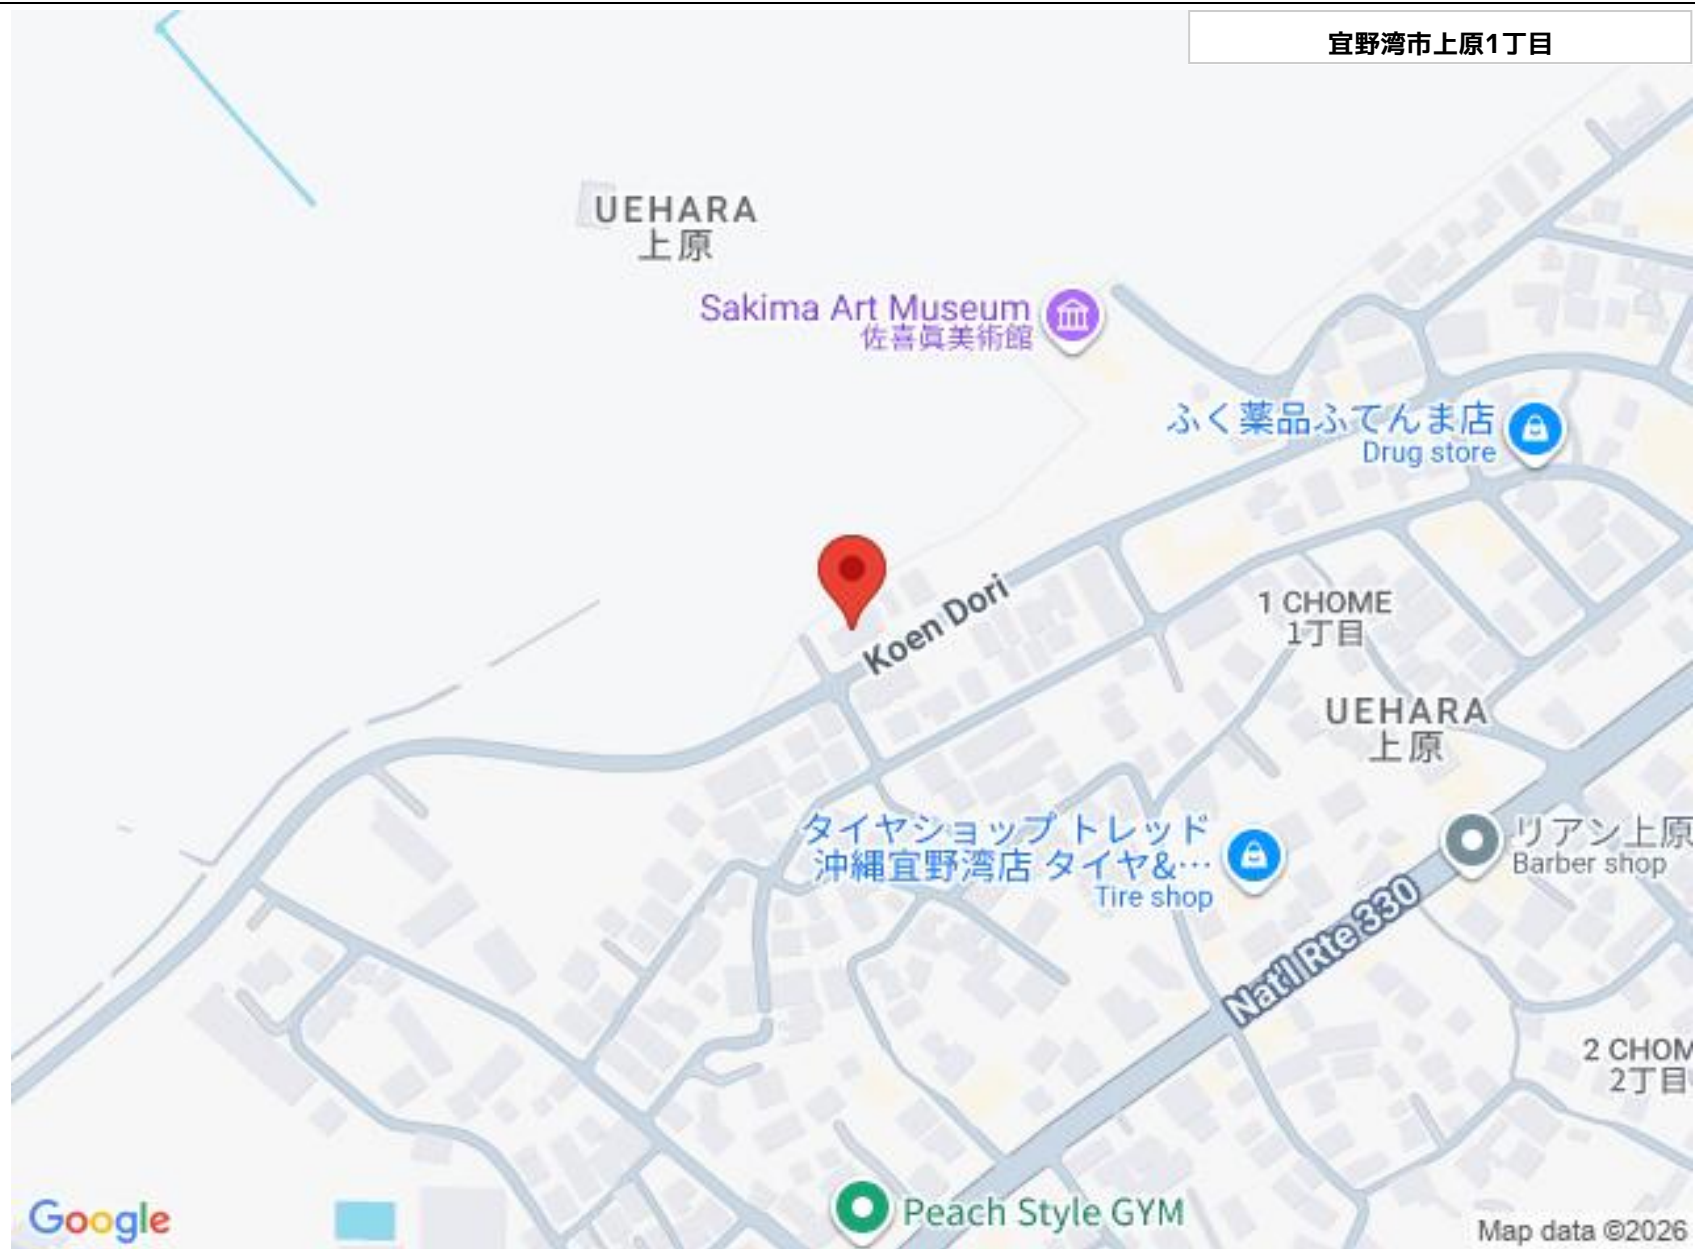 宜野湾市上原1丁目
UEHARA
上原
Sakima Art Museum
佐喜眞美術館
ふく薬品ふてんま店
Drug store
Koen Dori
1 CHOME
1丁目
UEHARA
上原
タイヤショップ トレッド
沖縄宜野湾店 タイヤ&…
Tire shop
リアン上原
Barber shop
Nat'l Rte 330
2 CHOM
2丁目
Peach Style GYM
Google
Map data ©2026